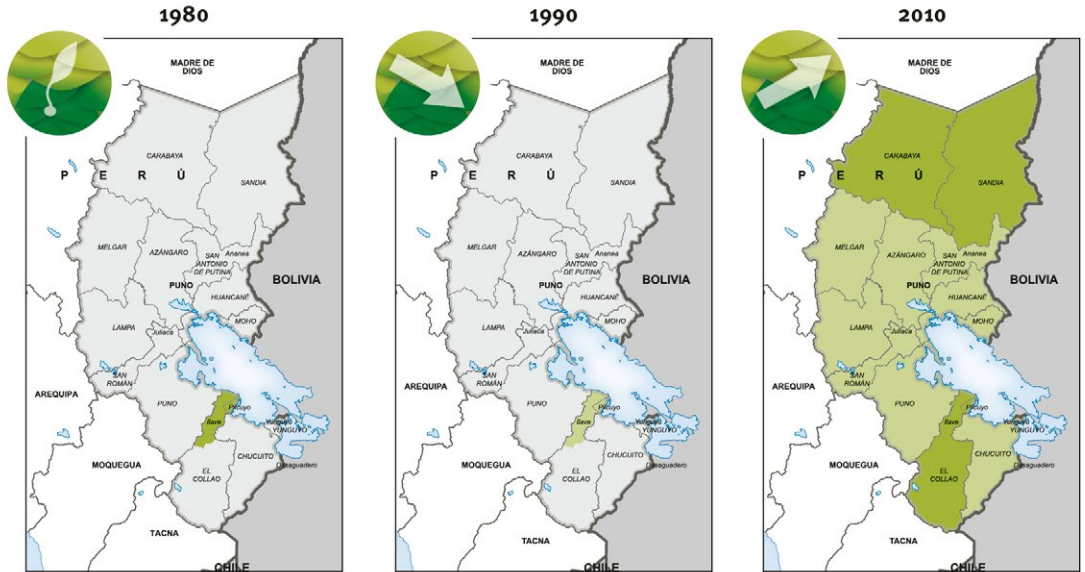 1980
MADRE DE
DIOS
CARABAYA
P E R Ú
SANDIA
MELGAR
AZÁNGARO
SAN
ANTONIO
DE PUTINA
Ananea
BOLIVIA
PUNO
HUANCANÉ
LAMPA
Juliaca
MOHO
SAN
ROMÁN
AREQUIPA
PUNO
Pilcuyo
Ilave
Yunguyo
YUNGUYO
CHUCUITO
Desaguadero
MOQUEGUA
EL
COLLAO
TACNA
CHILE
1990
MADRE DE
DIOS
CARABAYA
P E R Ú
SANDIA
MELGAR
AZÁNGARO
SAN
ANTONIO
DE PUTINA
Ananea
BOLIVIA
PUNO
HUANCANÉ
LAMPA
Juliaca
MOHO
SAN
ROMÁN
AREQUIPA
PUNO
Pilcuyo
Ilave
Yunguyo
YUNGUYO
CHUCUITO
Desaguadero
MOQUEGUA
EL
COLLAO
TACNA
CHILE
2010
MADRE DE
DIOS
CARABAYA
P E R Ú
SANDIA
MELGAR
AZÁNGARO
SAN
ANTONIO
DE PUTINA
Ananea
BOLIVIA
PUNO
HUANCANÉ
LAMPA
Juliaca
MOHO
SAN
ROMÁN
AREQUIPA
PUNO
Pilcuyo
Ilave
Yunguyo
YUNGUYO
CHUCUITO
Desaguadero
MOQUEGUA
EL
COLLAO
TACNA
CHILE